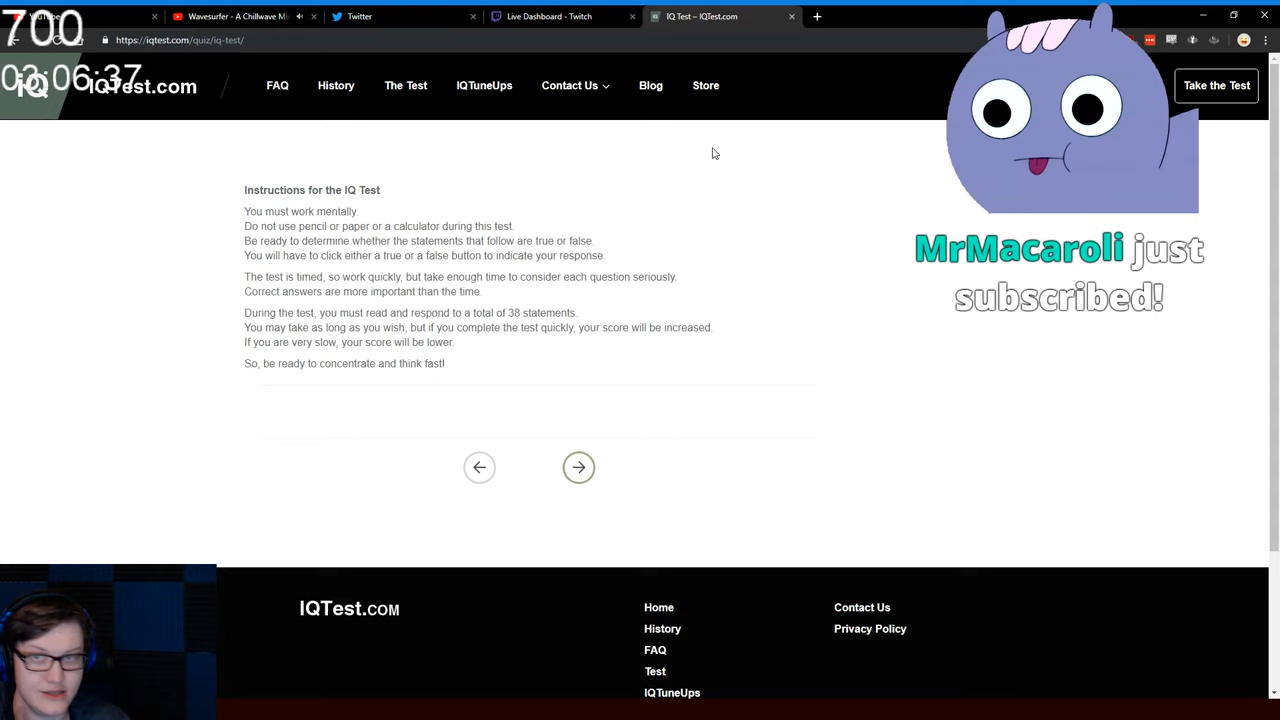 700
03:06:37
Wavesurfer - A Chillwave Mi
Twitter
Live Dashboard - Twitch
IQ Test – IQTest.com
https://iqtest.com/quiz/iq-test/
IQ
IQTest.com
FAQ
History
The Test
IQTuneUps
Contact Us
Blog
Store
Take the Test
Instructions for the IQ Test
You must work mentally.
Do not use pencil or paper or a calculator during this test.
Be ready to determine whether the statements that follow are true or false.
You will have to click either a true or a false button to indicate your response.
The test is timed, so work quickly, but take enough time to consider each question seriously.
Correct answers are more important than the time.
During the test, you must read and respond to a total of 38 statements.
You may take as long as you wish, but if you complete the test quickly, your score will be increased.
If you are very slow, your score will be lower.
So, be ready to concentrate and think fast!
MrMacaroli just
subscribed!
IQTest.COM
Home
History
FAQ
Test
IQTuneUps
Contact Us
Privacy Policy